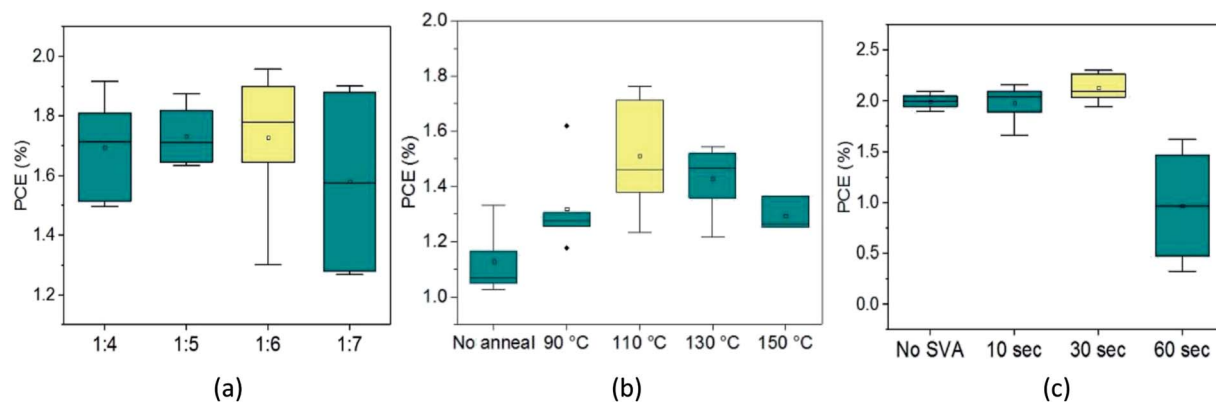 PCE (%)
2.0
1.8
1.6
1.4
1.2
1:4 1:5 1:6 1:7
(a)
PCE (%)
2.0
1.8
1.6
1.4
1.2
1.0
No anneal 90 °C 110 °C 130 °C 150 °C
(b)
PCE (%)
2.5
2.0
1.5
1.0
0.5
0.0
No SVA 10 sec 30 sec 60 sec
(c)